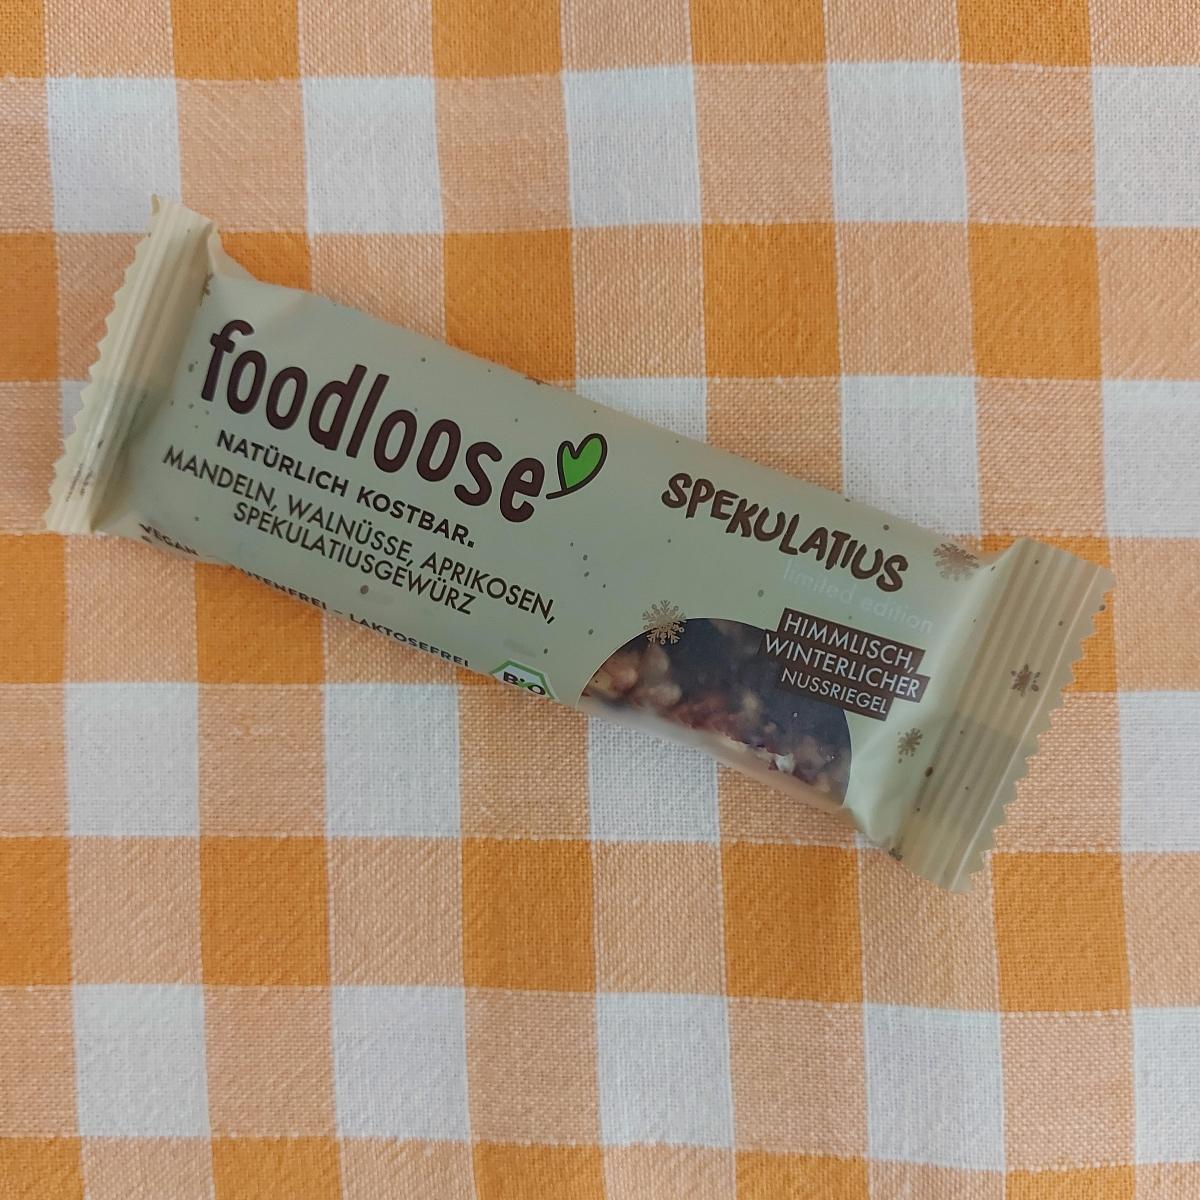 foodloose
NATÜRLICH KOSTBAR.
MANDELN, WALNÜSSE, APRIKOSEN,
SPEKULATIUSGEWÜRZ
VEGAN – LAKTOSEFREI
BIO
SPEKULATIUS
limited edition
HIMMLISCH,
WINTERLICHER
NUSSRIEGEL